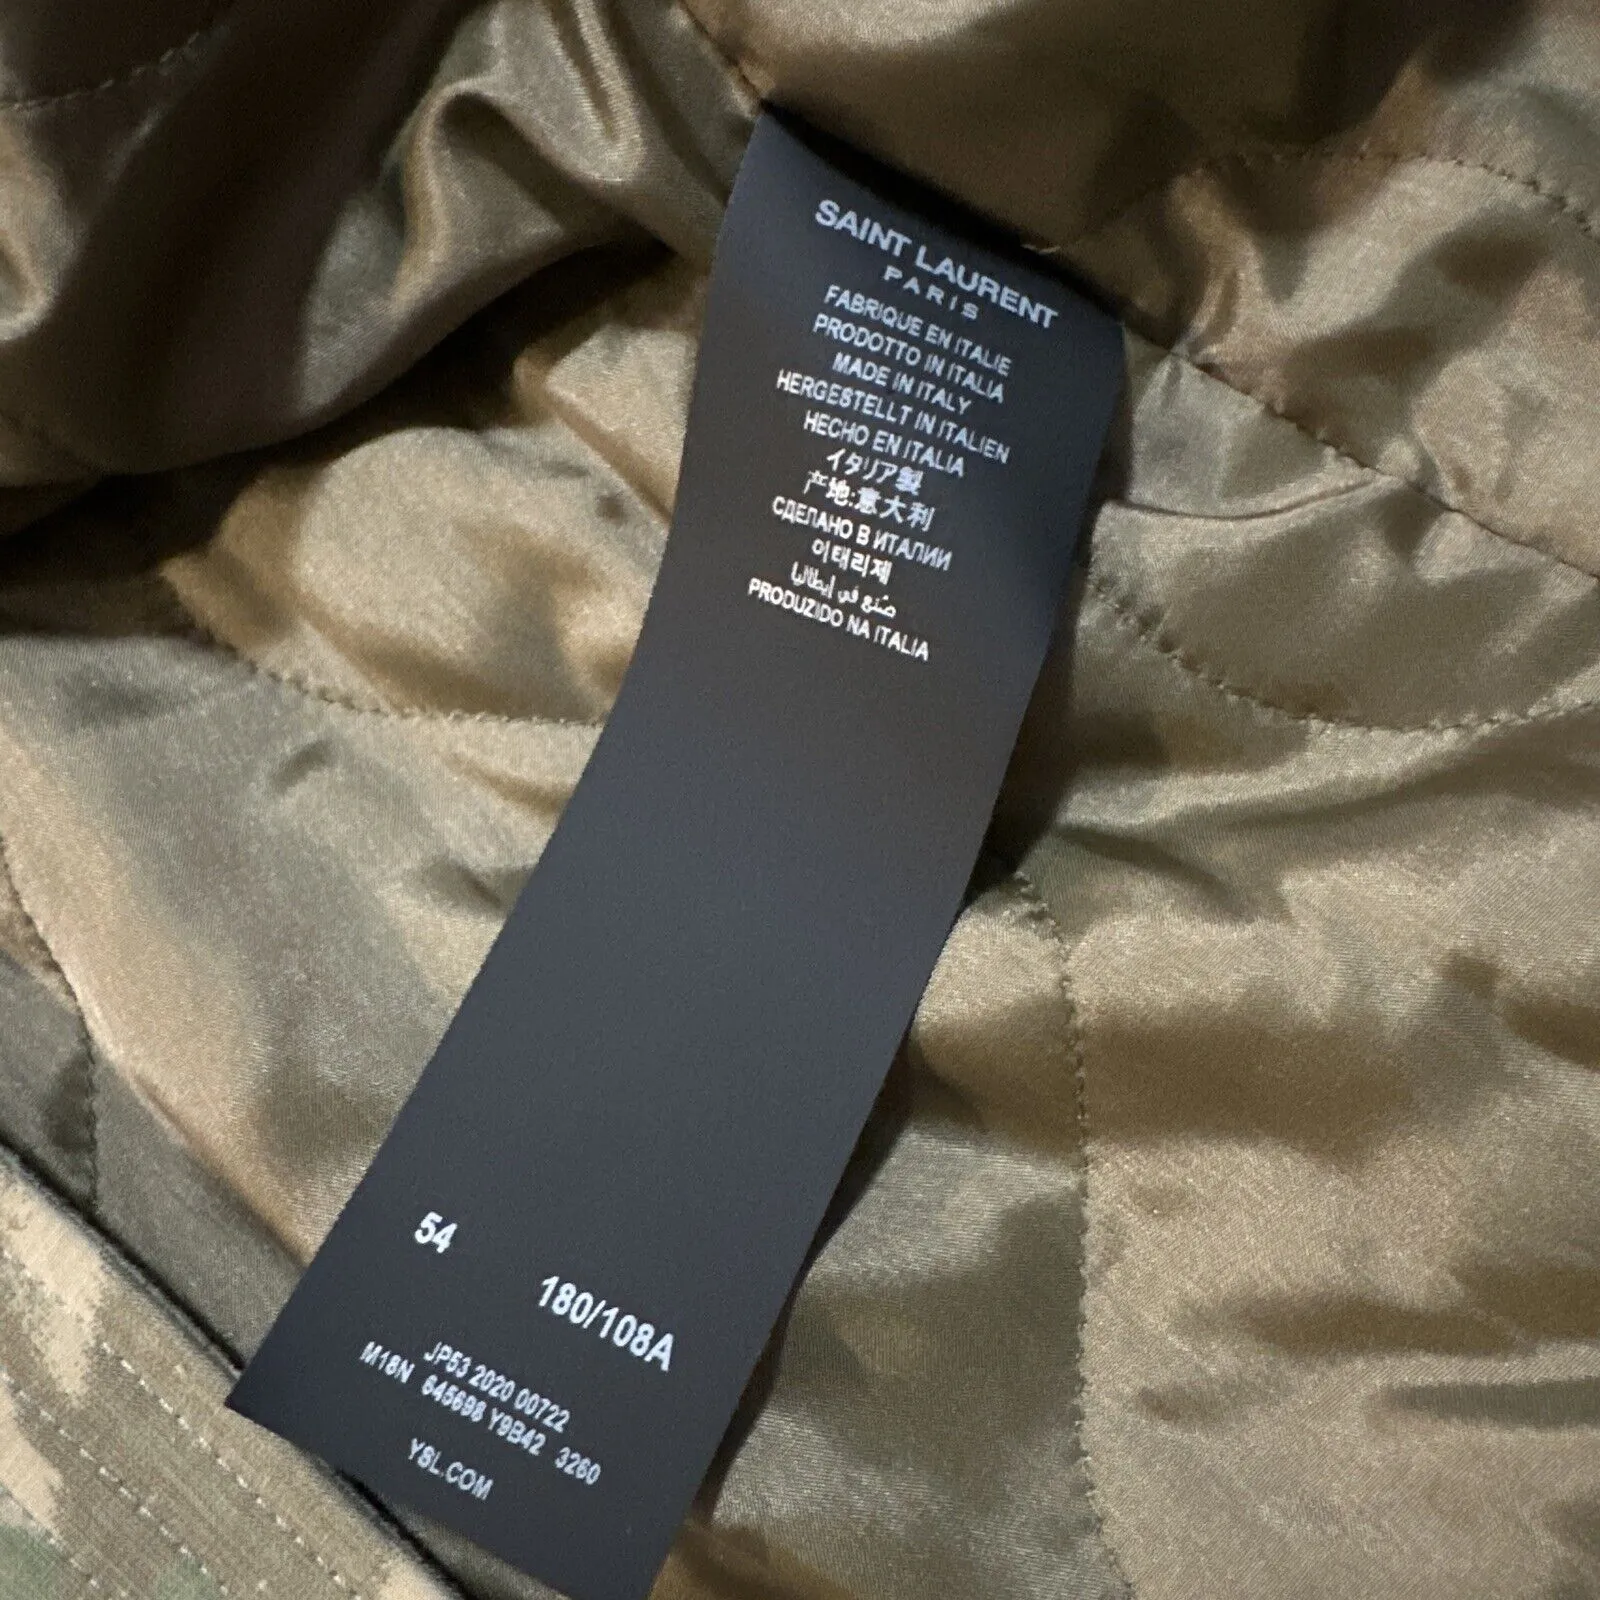 SAINT LAURENT
PARIS
FABRIQUE EN ITALIE
PRODOTTO IN ITALIA
MADE IN ITALY
HERGESTELLT IN ITALIEN
HECHO EN ITALIA
イタリア製
产地:意大利
СДЕЛАНО В ИТАЛИИ
이태리제
صُنع في إيطاليا
PRODUZIDO NA ITALIA
54
180/108A
JP53 2020 00722
M18N 645698 Y9B42 3260
YSL.COM